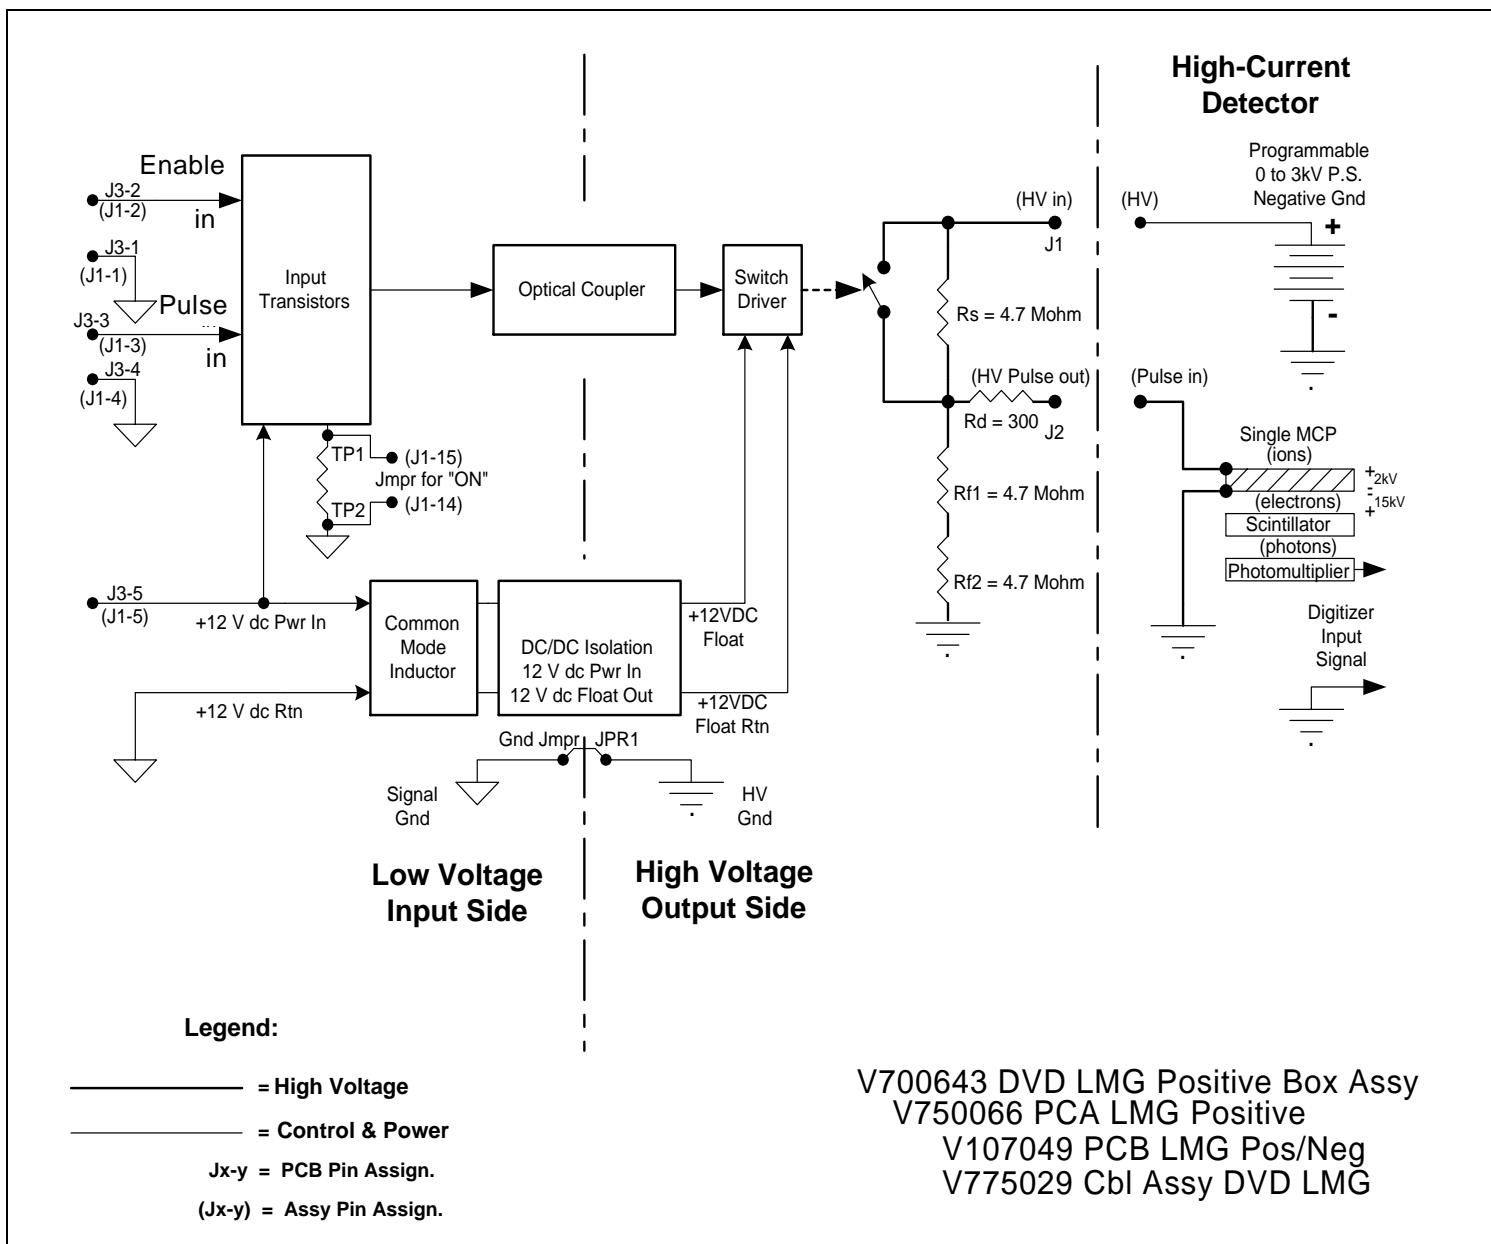 High-Current
Detector
Programmable
0 to 3kV P.S.
Negative Gnd
+
-
Enable
J3-2
(J1-2)
in
J3-1
(J1-1)
Pulse
...
J3-3
(J1-3)
in
J3-4
(J1-4)
Input
Transistors
Optical Coupler
Switch
Driver
(HV in)
J1
(HV)
Rs = 4.7 Mohm
(HV Pulse out)
Rd = 300
J2
(Pulse in)
Rf1 = 4.7 Mohm
Rf2 = 4.7 Mohm
Single MCP
(ions)
+
2kV
-
15kV
+
(electrons)
Scintillator
(photons)
Photomultiplier
Digitizer
Input
Signal
TP1
(J1-15)
Jmpr for "ON"
TP2
(J1-14)
J3-5
(J1-5)
+12 V dc Pwr In
+12 V dc Rtn
Common
Mode
Inductor
DC/DC Isolation
12 V dc Pwr In
12 V dc Float Out
+12VDC
Float
+12VDC
Float Rtn
Gnd Jmpr
JPR1
Signal
Gnd
HV
Gnd
Low Voltage
Input Side
High Voltage
Output Side
Legend:
= High Voltage
= Control & Power
Jx-y = PCB Pin Assign.
(Jx-y) = Assy Pin Assign.
V700643 DVD LMG Positive Box Assy
V750066 PCA LMG Positive
V107049 PCB LMG Pos/Neg
V775029 Cbl Assy DVD LMG